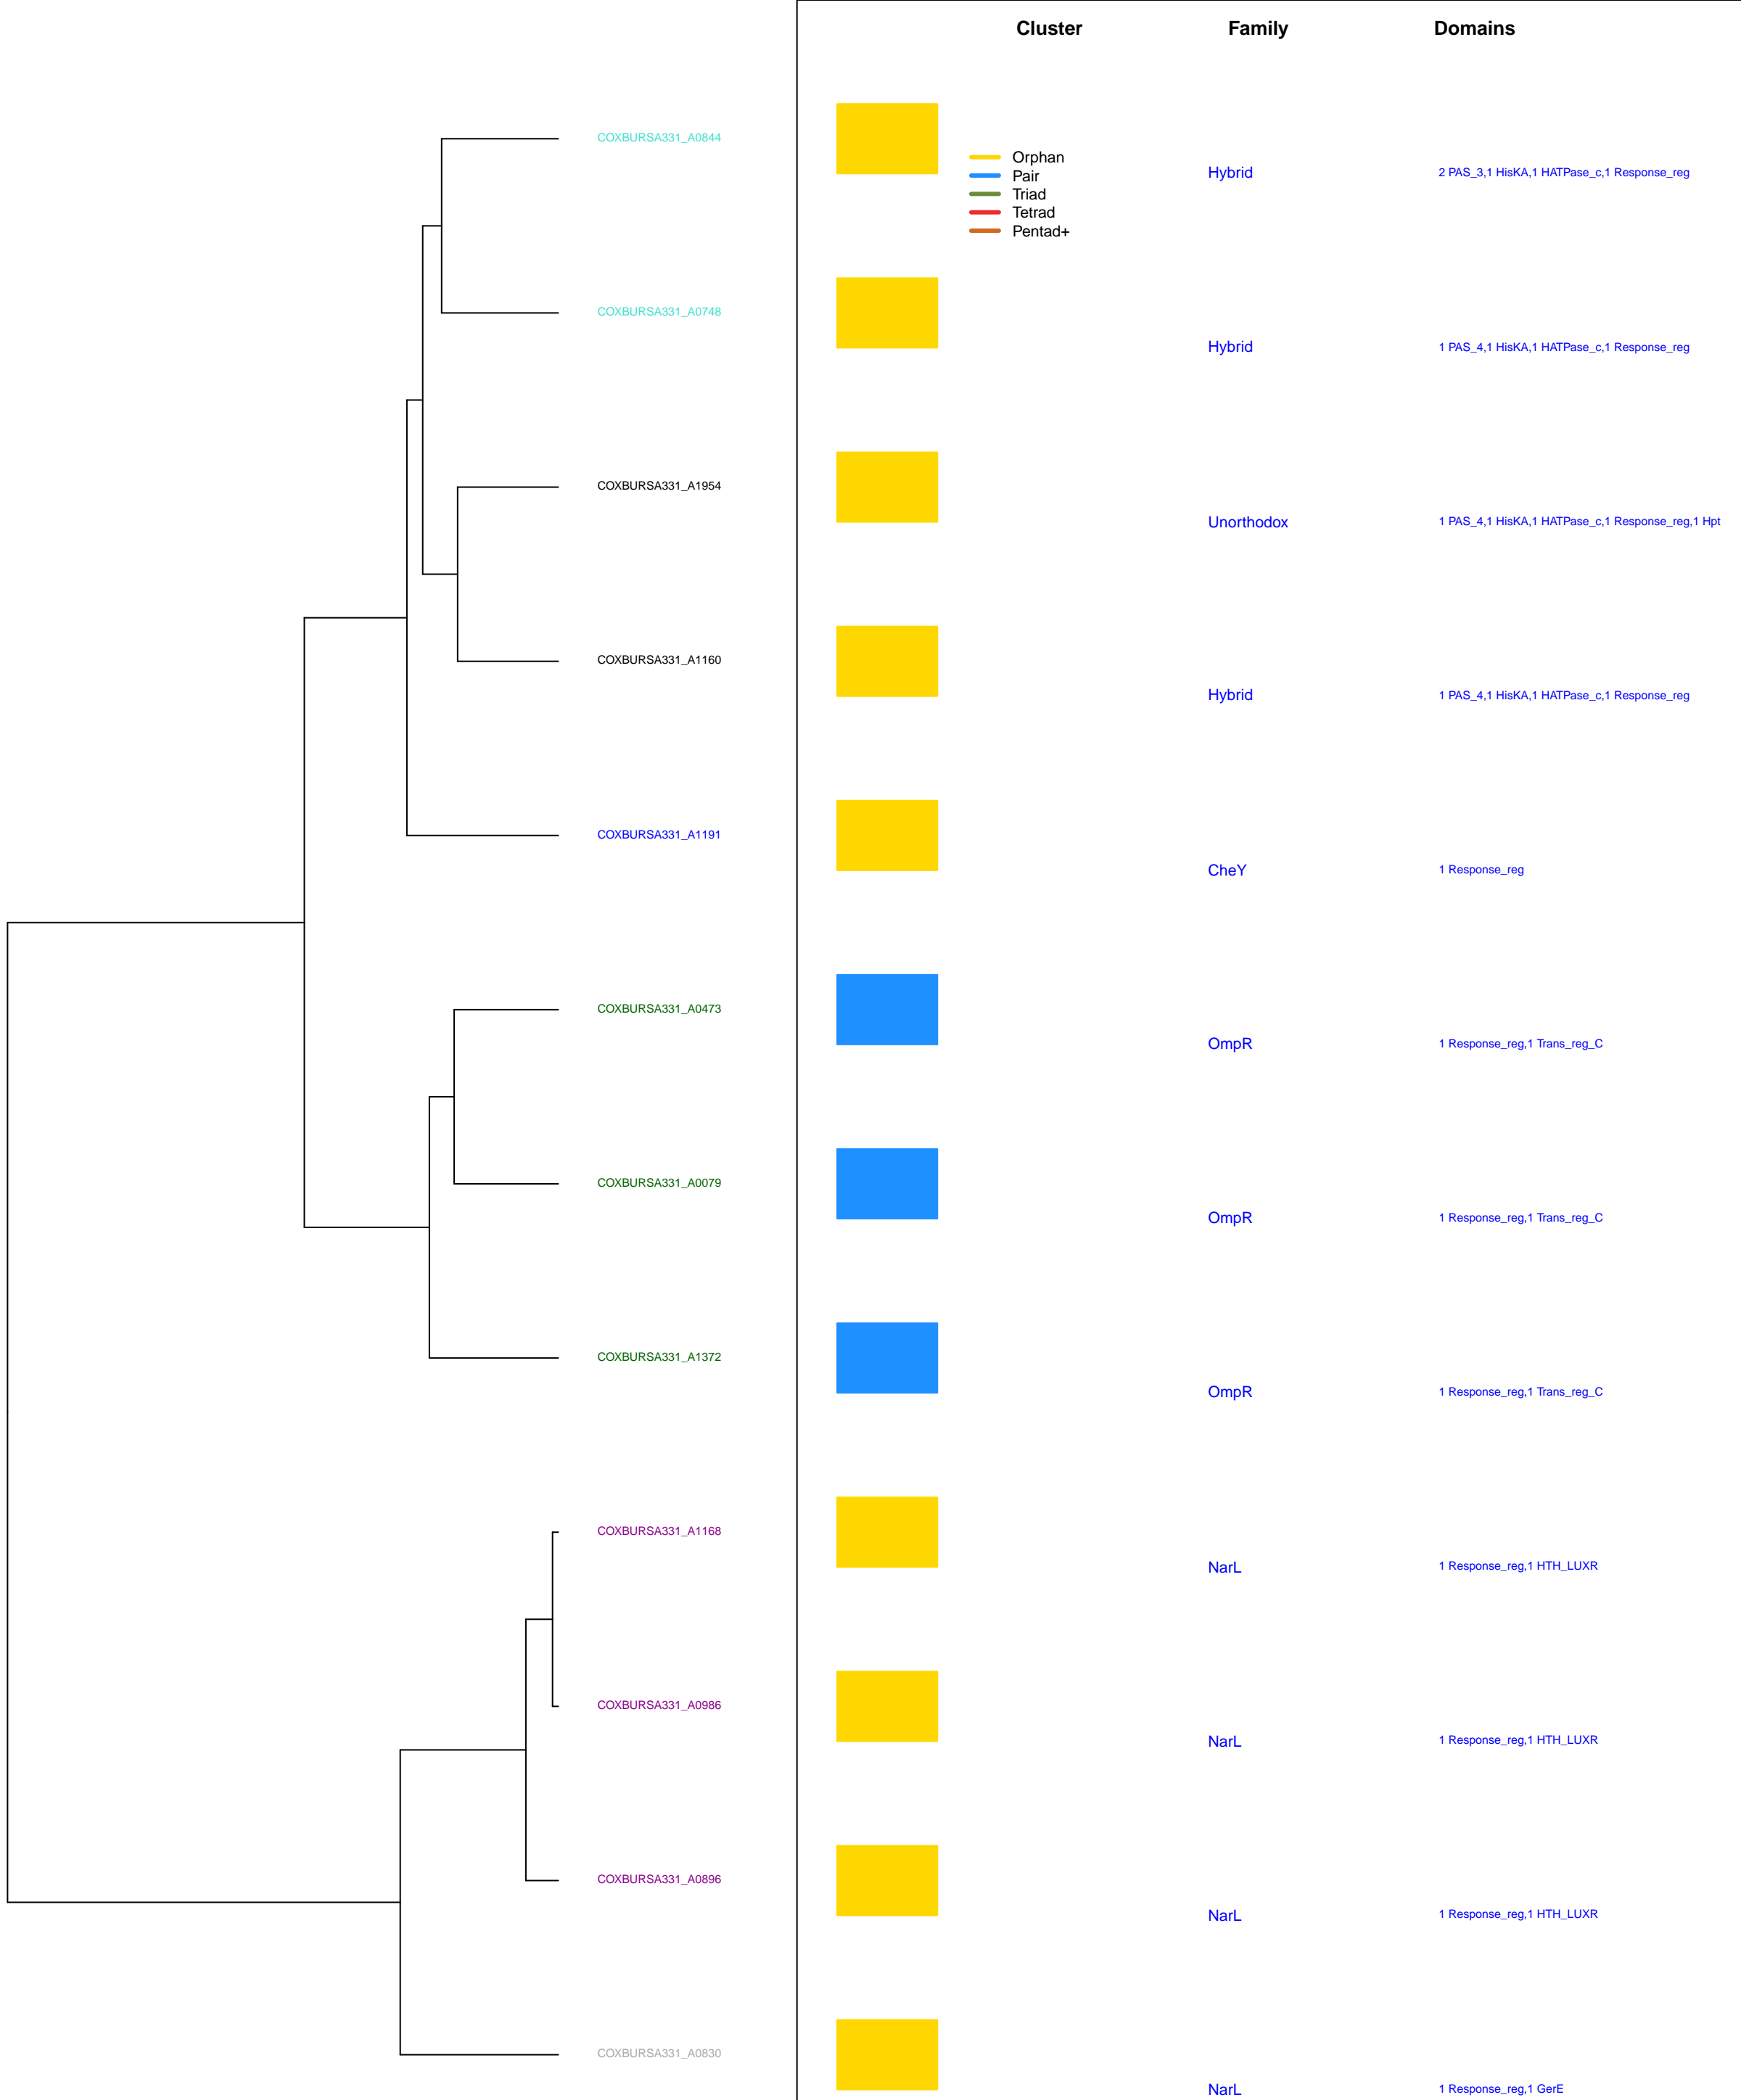 Cluster Family Domains
COXBURSA331_A0844
Orphan
Pair
Triad
Tetrad
Pentad+
Hybrid 2 PAS_3,1 HisKA,1 HATPase_c,1 Response_reg
COXBURSA331_A0748
Hybrid 1 PAS_4,1 HisKA,1 HATPase_c,1 Response_reg
COXBURSA331_A1954
Unorthodox 1 PAS_4,1 HisKA,1 HATPase_c,1 Response_reg,1 Hpt
COXBURSA331_A1160
Hybrid 1 PAS_4,1 HisKA,1 HATPase_c,1 Response_reg
COXBURSA331_A1191
CheY 1 Response_reg
COXBURSA331_A0473
OmpR 1 Response_reg,1 Trans_reg_C
COXBURSA331_A0079
OmpR 1 Response_reg,1 Trans_reg_C
COXBURSA331_A1372
OmpR 1 Response_reg,1 Trans_reg_C
COXBURSA331_A1168
NarL 1 Response_reg,1 HTH_LUXR
COXBURSA331_A0986
NarL 1 Response_reg,1 HTH_LUXR
COXBURSA331_A0896
NarL 1 Response_reg,1 HTH_LUXR
COXBURSA331_A0830
NarL 1 Response_reg,1 GerE